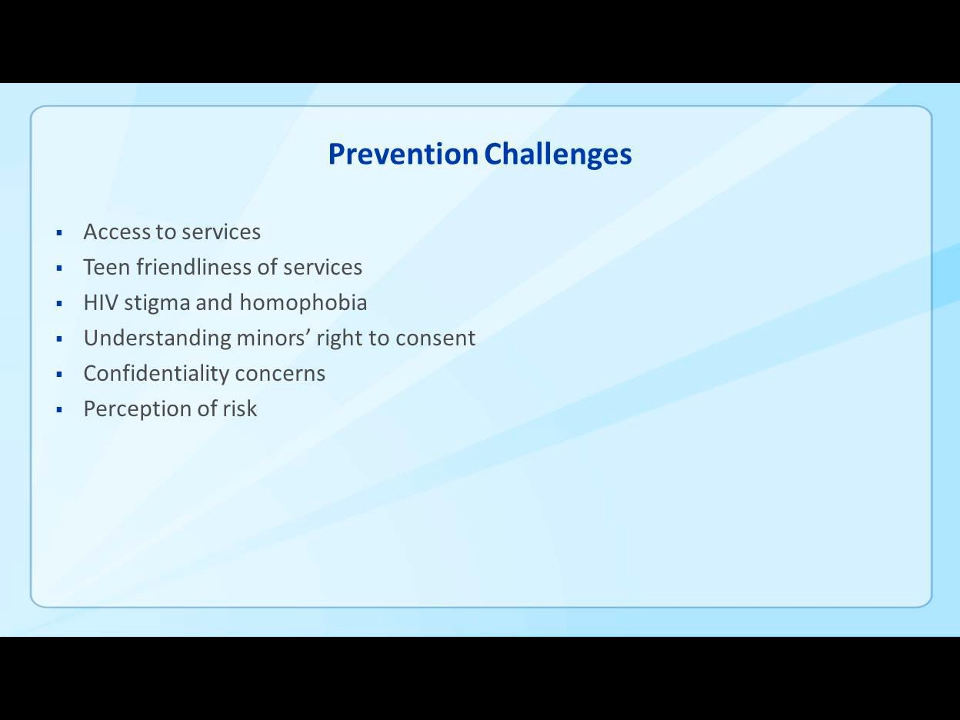 Prevention Challenges
▪ Access to services
▪ Teen friendliness of services
▪ HIV stigma and homophobia
▪ Understanding minors’ right to consent
▪ Confidentiality concerns
▪ Perception of risk